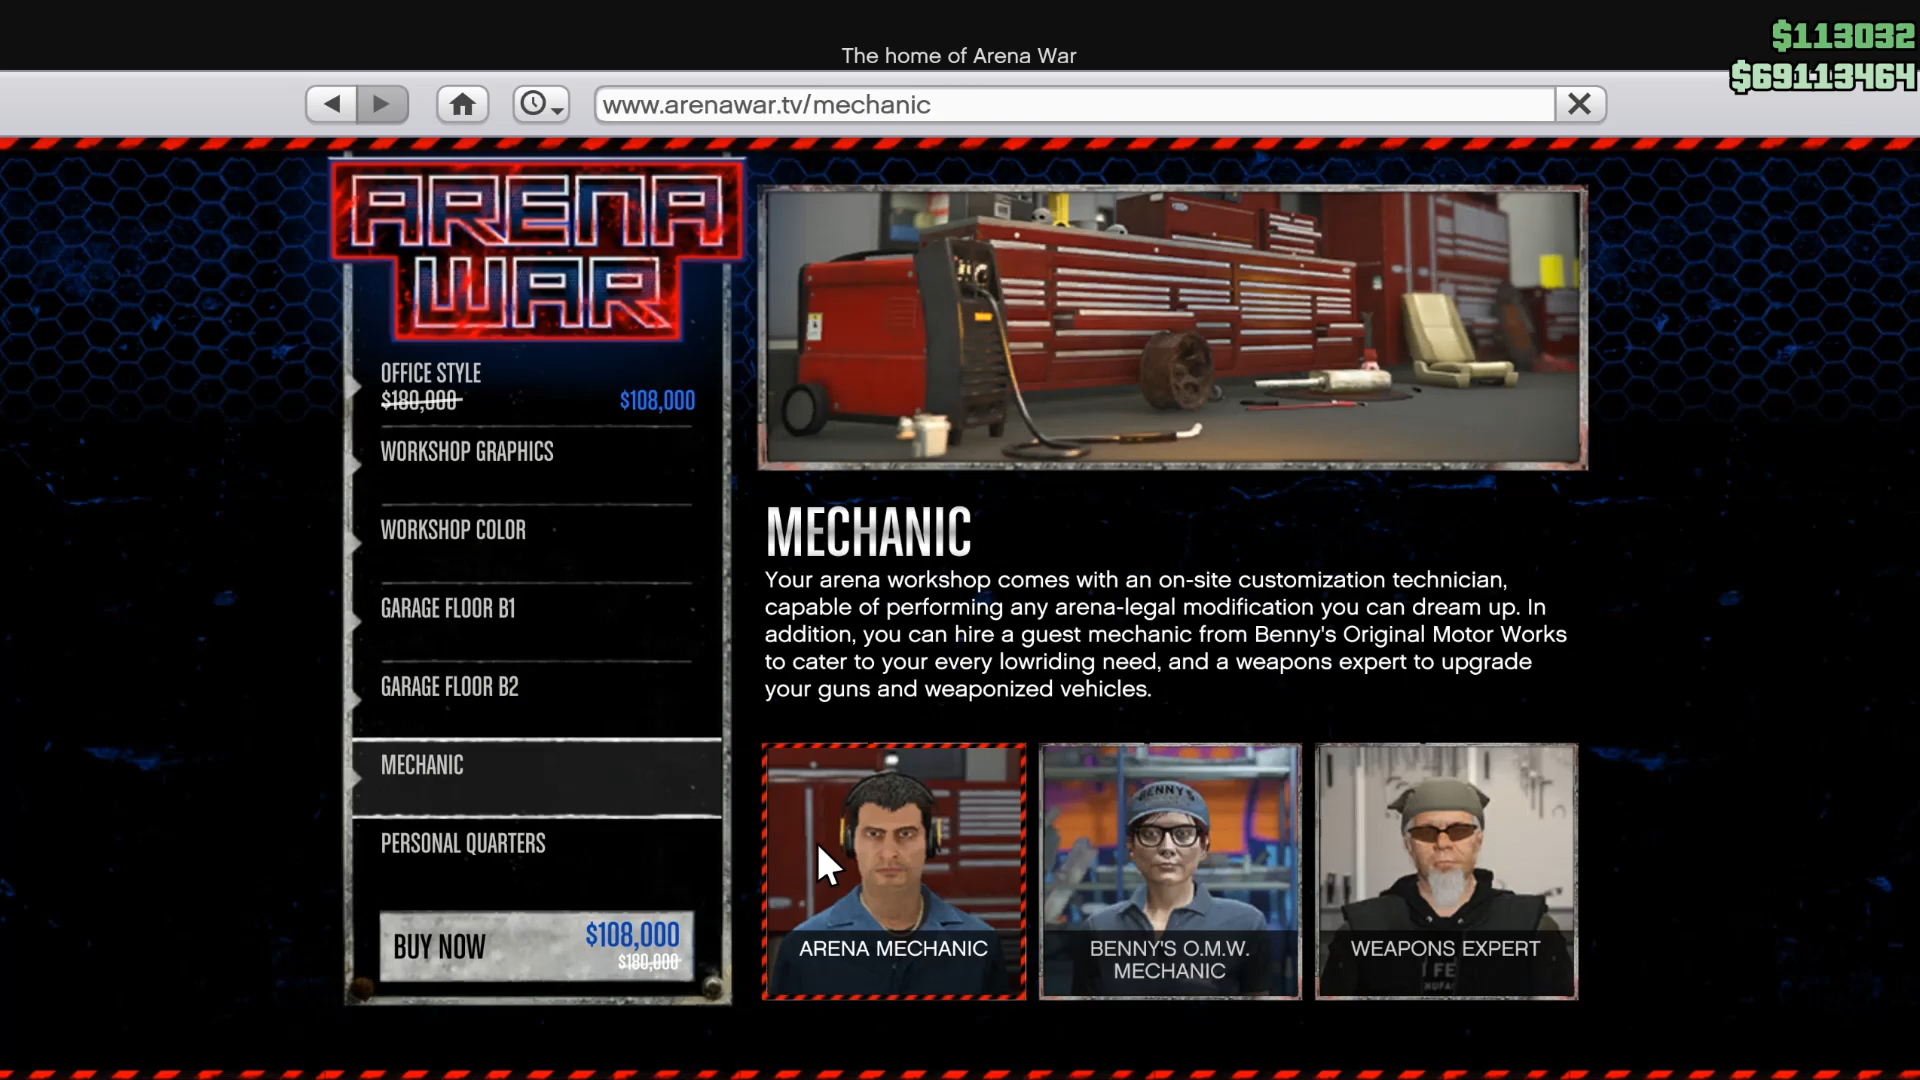 $113032
The home of Arena War
$69113464
www.arenawar.tv/mechanic
ARENA
WAR
OFFICE STYLE
$180,000 $108,000
WORKSHOP GRAPHICS
WORKSHOP COLOR
GARAGE FLOOR B1
GARAGE FLOOR B2
MECHANIC
PERSONAL QUARTERS
BUY NOW $108,000
$180,000
MECHANIC
Your arena workshop comes with an on-site customization technician,
capable of performing any arena-legal modification you can dream up. In
addition, you can hire a guest mechanic from Benny's Original Motor Works
to cater to your every lowriding need, and a weapons expert to upgrade
your guns and weaponized vehicles.
ARENA MECHANIC
BENNY'S
BENNY'S O.M.W.
MECHANIC
WEAPONS EXPERT